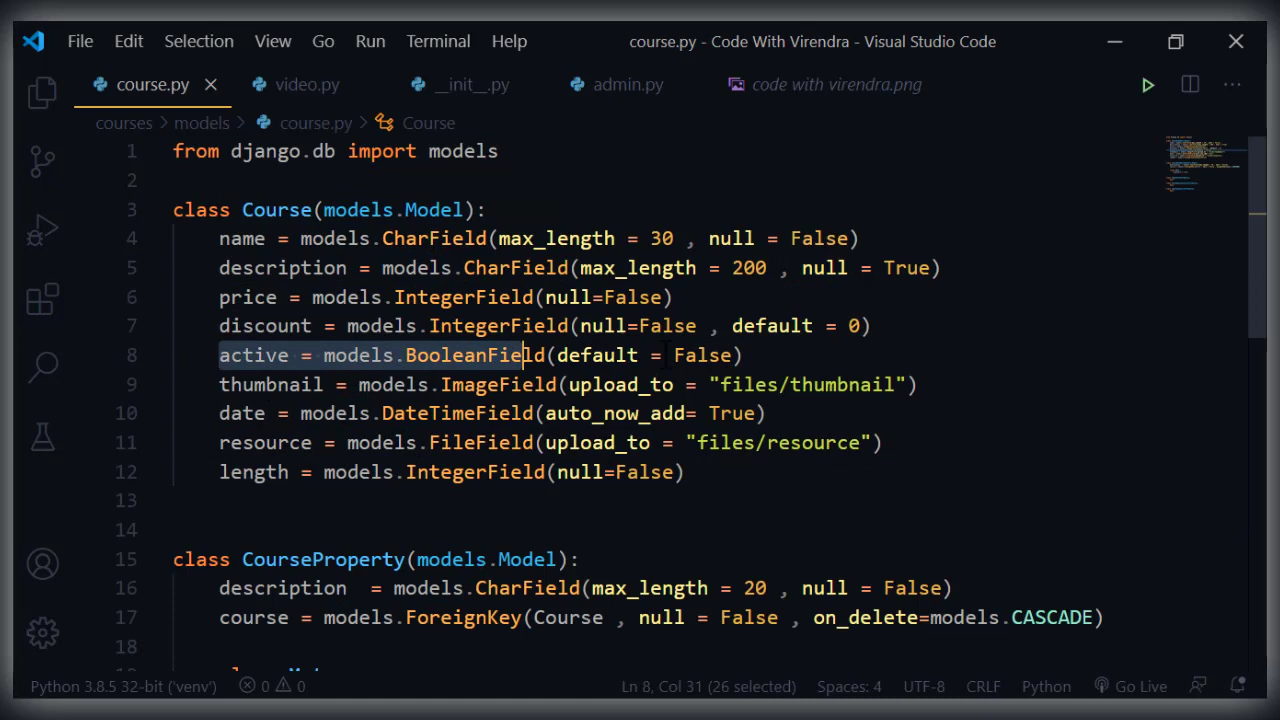 File Edit Selection View Go Run Terminal Help course.py - Code With Virendra - Visual Studio Code
course.py video.py __init__.py admin.py code with virendra.png
courses > models > course.py > Course
1 from django.db import models
2
3 class Course(models.Model):
4 name = models.CharField(max_length = 30 , null = False)
5 description = models.CharField(max_length = 200 , null = True)
6 price = models.IntegerField(null=False)
7 discount = models.IntegerField(null=False , default = 0)
8 active = models.BooleanField(default = False)
9 thumbnail = models.ImageField(upload_to = "files/thumbnail")
10 date = models.DateTimeField(auto_now_add= True)
11 resource = models.FileField(upload_to = "files/resource")
12 length = models.IntegerField(null=False)
13
14
15 class CourseProperty(models.Model):
16 description  = models.CharField(max_length = 20 , null = False)
17 course = models.ForeignKey(Course , null = False , on_delete=models.CASCADE)
18
Python 3.8.5 32-bit ('venv') 0 0 Ln 8, Col 31 (26 selected) Spaces: 4 UTF-8 CRLF Python Go Live